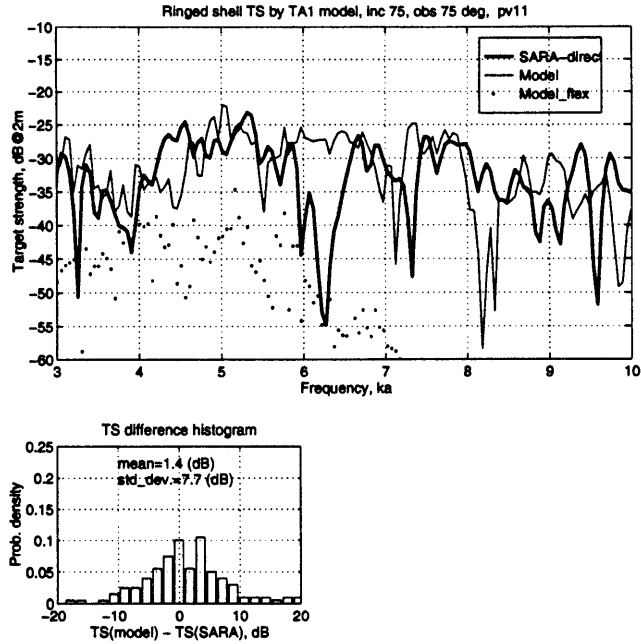 Ringed shell TS by TA1 model, inc 75, obs 75 deg, pv11
−10
−15
−20
−25
−30
−35
−40
−45
−50
−55
−60
Target strength, dB@2m
SARA−direct
Model
Model_flex
3 4 5 6 7 8 9 10
Frequency, ka
TS difference histogram
0.25
0.2
0.15
0.1
0.05
0
Prob. density
mean=1.4 (dB)
std_dev.=7.7 (dB)
−20 −10 0 10 20
TS(model) − TS(SARA), dB